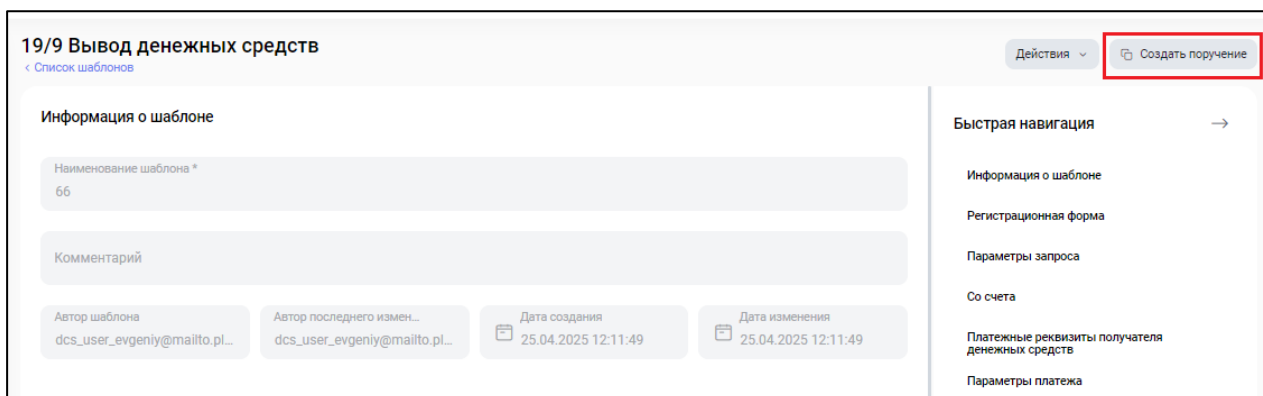 19/9 Вывод денежных средств
‹ Список шаблонов
Действия
Создать поручение
Информация о шаблоне
Наименование шаблона *
66
Комментарий
Автор шаблона
dcs_user_evgeniy@mailto.pl...
Автор последнего измен...
dcs_user_evgeniy@mailto.pl...
Дата создания
25.04.2025 12:11:49
Дата изменения
25.04.2025 12:11:49
Быстрая навигация →
Информация о шаблоне
Регистрационная форма
Параметры запроса
Со счета
Платежные реквизиты получателя
денежных средств
Параметры платежа